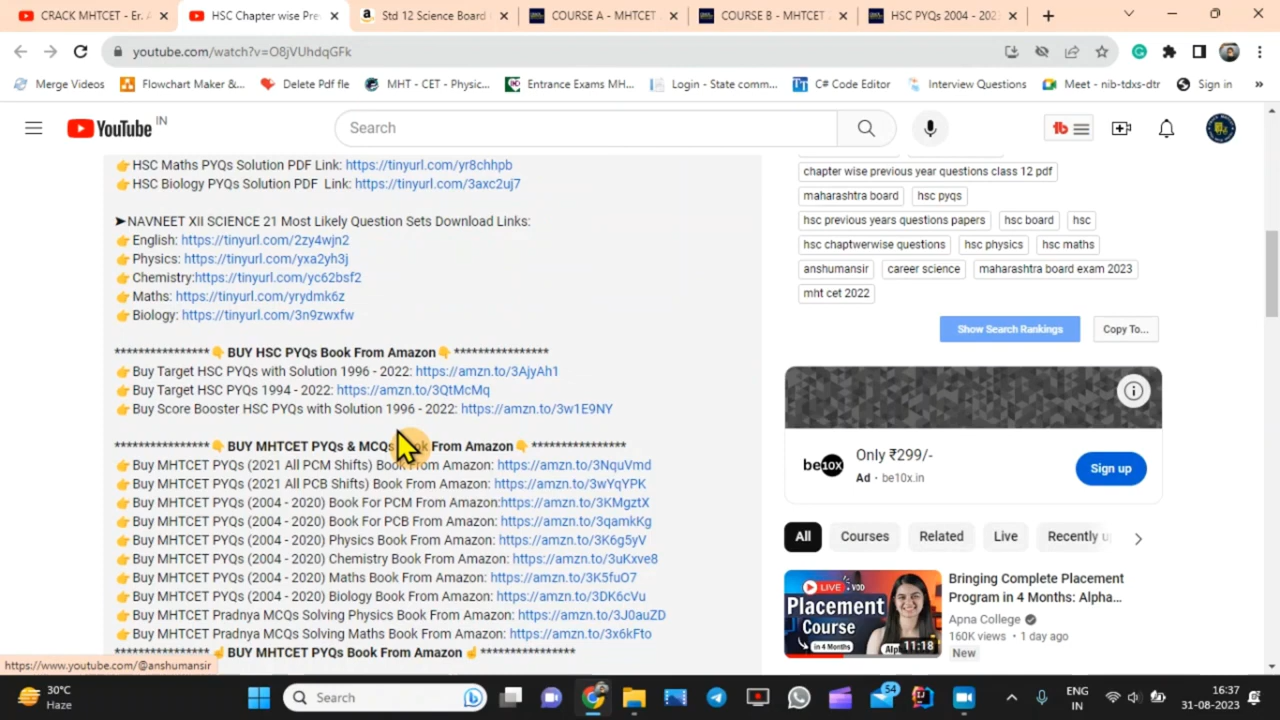 CRACK MHTCET - Er. A
HSC Chapter wise Pre
Std 12 Science Board
COURSE A - MHTCET
COURSE B - MHTCET
HSC PYQs 2004 - 202
youtube.com/watch?v=O8jVUhdqGFk
Merge Videos
Flowchart Maker &...
Delete Pdf fle
MHT - CET - Physic...
Entrance Exams MH...
Login - State comm...
C# Code Editor
Interview Questions
Meet - nib-tdxs-dtr
Sign in
YouTube IN
Search
👉HSC Maths PYQs Solution PDF Link: https://tinyurl.com/yr8chhpb
👉HSC Biology PYQs Solution PDF Link: https://tinyurl.com/3axc2uj7
➤NAVNEET XII SCIENCE 21 Most Likely Question Sets Download Links:
👉English: https://tinyurl.com/2zy4wjn2
👉Physics: https://tinyurl.com/yxa2yh3j
👉Chemistry:https://tinyurl.com/yc62bsf2
👉Maths: https://tinyurl.com/yrydmk6z
👉Biology: https://tinyurl.com/3n9zwxfw
****************👇BUY HSC PYQs Book From Amazon👇****************
👉Buy Target HSC PYQs with Solution 1996 - 2022: https://amzn.to/3AjyAh1
👉Buy Target HSC PYQs 1994 - 2022: https://amzn.to/3QtMcMq
👉Buy Score Booster HSC PYQs with Solution 1996 - 2022: https://amzn.to/3w1E9NY
****************👇BUY MHTCET PYQs & MCQs From Amazon👇****************
👉Buy MHTCET PYQs (2021 All PCM Shifts) Book From Amazon: https://amzn.to/3NquVmd
👉Buy MHTCET PYQs (2021 All PCB Shifts) Book From Amazon: https://amzn.to/3wYqYPK
👉Buy MHTCET PYQs (2004 - 2020) Book For PCM From Amazon:https://amzn.to/3KMgztX
👉Buy MHTCET PYQs (2004 - 2020) Book For PCB From Amazon: https://amzn.to/3qamkKg
👉Buy MHTCET PYQs (2004 - 2020) Physics Book From Amazon: https://amzn.to/3K6g5yV
👉Buy MHTCET PYQs (2004 - 2020) Chemistry Book From Amazon: https://amzn.to/3uKxve8
👉Buy MHTCET PYQs (2004 - 2020) Maths Book From Amazon: https://amzn.to/3K5fuO7
👉Buy MHTCET PYQs (2004 - 2020) Biology Book From Amazon: https://amzn.to/3DK6cVu
👉Buy MHTCET Pradnya MCQs Solving Physics Book From Amazon: https://amzn.to/3J0auZD
👉Buy MHTCET Pradnya MCQs Solving Maths Book From Amazon: https://amzn.to/3x6kFto
☝BUY MHTCET PYQs Book From Amazon☝****************
https://www.youtube.com/@anshumansir
chapter wise previous year questions class 12 pdf
maharashtra board
hsc pyqs
hsc previous years questions papers
hsc board
hsc
hsc chaptwerwise questions
hsc physics
hsc maths
anshumansir
career science
maharashtra board exam 2023
mht cet 2022
Show Search Rankings
Copy To...
be10X
Only ₹299/-
Ad · be10x.in
Sign up
All
Courses
Related
Live
Recently u
LIVE VOD
Placement
Course
in 4 Months
11:18
Bringing Complete Placement
Program in 4 Months: Alpha...
Apna College
160K views • 1 day ago
New
30°C
Haze
Search
54
ENG
IN
16:37
31-08-2023